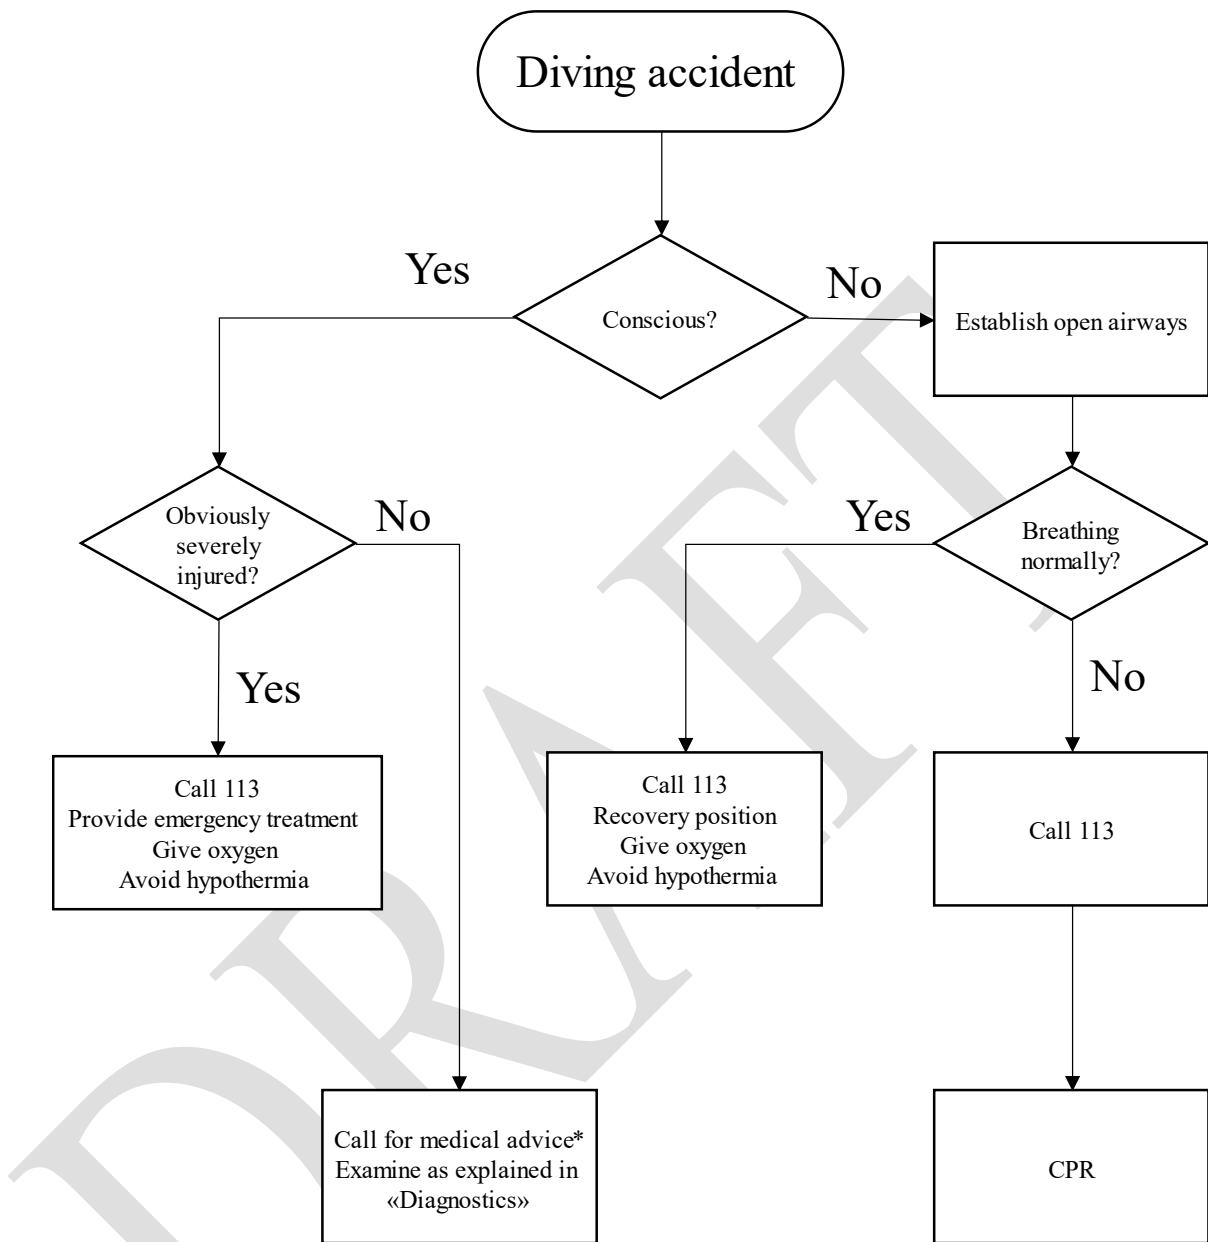 Diving accident
Yes
No
Conscious?
Establish open airways
Obviously
severely
injured?
No
Yes
Breathing
normally?
Yes
No
Call 113
Provide emergency treatment
Give oxygen
Avoid hypothermia
Call 113
Recovery position
Give oxygen
Avoid hypothermia
Call 113
Call for medical advice*
Examine as explained in
«Diagnostics»
CPR
DRAFT